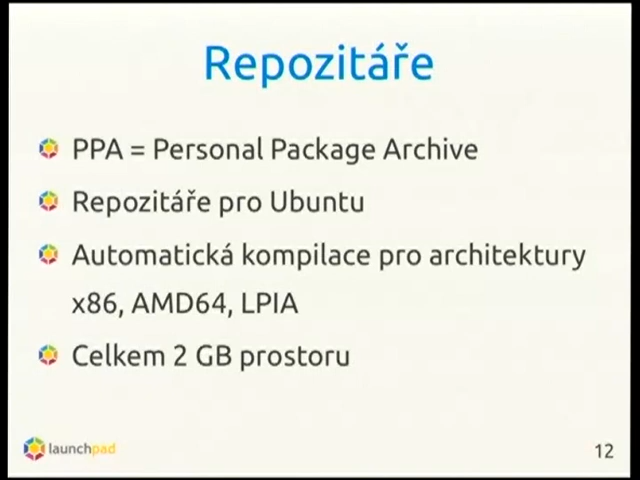 Repozitáře
PPA = Personal Package Archive
Repozitáře pro Ubuntu
Automatická kompilace pro architektury
x86, AMD64, LPIA
Celkem 2 GB prostoru
launchpad
12